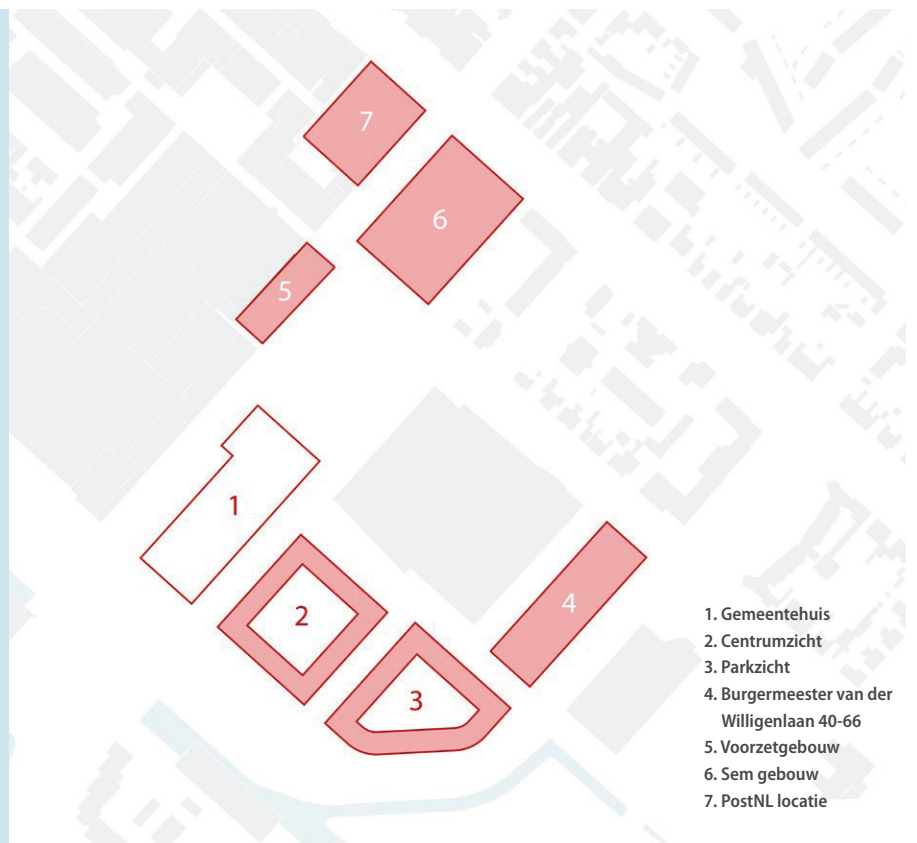 7
6
5
1
2
4
3
1. Gemeentehuis
2. Centrumzicht
3. Parkzicht
4. Burgermeester van der
Willigenlaan 40-66
5. Voorzetgebouw
6. Sem gebouw
7. PostNL locatie